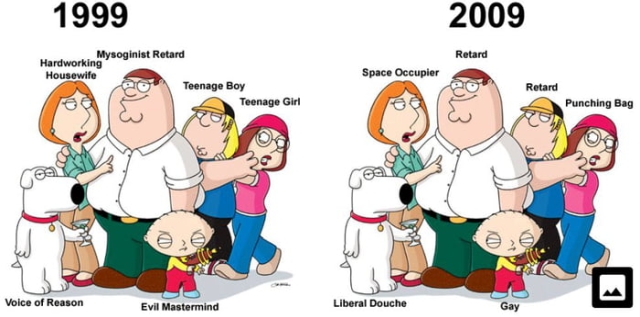 1999
2009
Mysoginist Retard
Hardworking
Housewife
Teenage Boy
Teenage Girl
Voice of Reason
Evil Mastermind
Retard
Space Occupier
Retard
Punching Bag
Liberal Douche
Gay